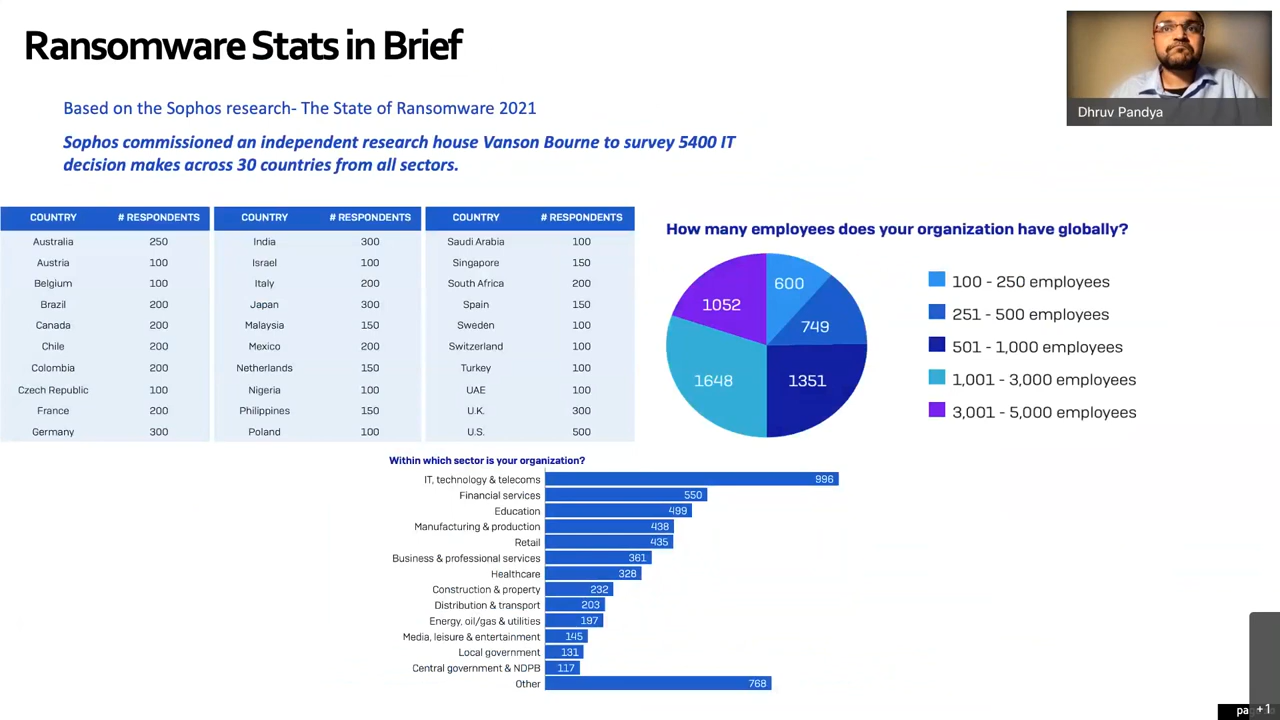 Ransomware Stats in Brief
Dhruv Pandya
Based on the Sophos research- The State of Ransomware 2021
Sophos commissioned an independent research house Vanson Bourne to survey 5400 IT
decision makes across 30 countries from all sectors.
COUNTRY # RESPONDENTS COUNTRY # RESPONDENTS COUNTRY # RESPONDENTS
Australia 250 India 300 Saudi Arabia 100
Austria 100 Israel 100 Singapore 150
Belgium 100 Italy 200 South Africa 200
Brazil 200 Japan 300 Spain 150
Canada 200 Malaysia 150 Sweden 100
Chile 200 Mexico 200 Switzerland 100
Colombia 200 Netherlands 150 Turkey 100
Czech Republic 100 Nigeria 100 UAE 100
France 200 Philippines 150 U.K. 300
Germany 300 Poland 100 U.S. 500
How many employees does your organization have globally?
600
749
1351
1648
1052
100 - 250 employees
251 - 500 employees
501 - 1,000 employees
1,001 - 3,000 employees
3,001 - 5,000 employees
Within which sector is your organization?
IT, technology & telecoms 996
Financial services 550
Education 499
Manufacturing & production 438
Retail 435
Business & professional services 361
Healthcare 328
Construction & property 232
Distribution & transport 203
Energy, oil/gas & utilities 197
Media, leisure & entertainment 145
Local government 131
Central government & NDPB 117
Other 768
+1